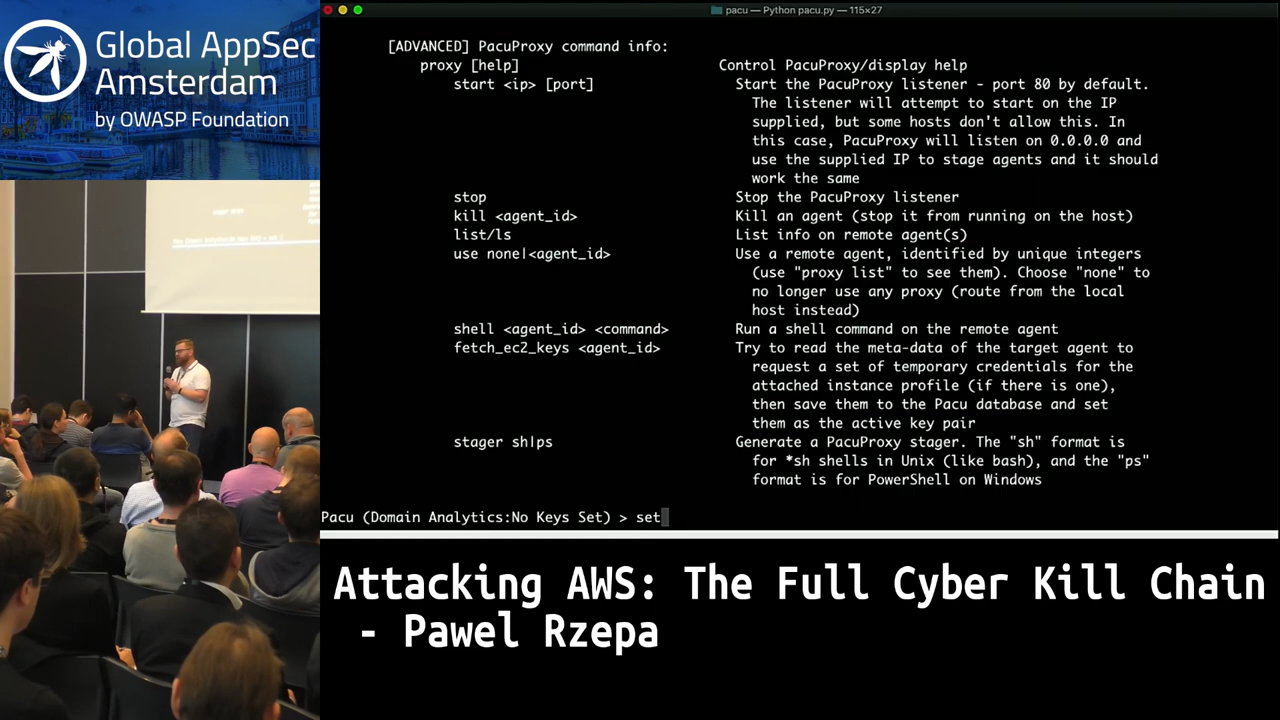 Global AppSec
Amsterdam
by OWASP Foundation
pacu — Python pacu.py — 115×27
[ADVANCED] PacuProxy command info:
proxy [help] Control PacuProxy/display help
start <ip> [port] Start the PacuProxy listener - port 80 by default.
The listener will attempt to start on the IP
supplied, but some hosts don't allow this. In
this case, PacuProxy will listen on 0.0.0.0 and
use the supplied IP to stage agents and it should
work the same
stop Stop the PacuProxy listener
kill <agent_id> Kill an agent (stop it from running on the host)
list/ls List info on remote agent(s)
use none|<agent_id> Use a remote agent, identified by unique integers
(use "proxy list" to see them). Choose "none" to
no longer use any proxy (route from the local
host instead)
shell <agent_id> <command> Run a shell command on the remote agent
fetch_ec2_keys <agent_id> Try to read the meta-data of the target agent to
request a set of temporary credentials for the
attached instance profile (if there is one),
then save them to the Pacu database and set
them as the active key pair
stager sh|ps Generate a PacuProxy stager. The "sh" format is
for *sh shells in Unix (like bash), and the "ps"
format is for PowerShell on Windows
Pacu (Domain Analytics:No Keys Set) > set
Attacking AWS: The Full Cyber Kill Chain
- Pawel Rzepa